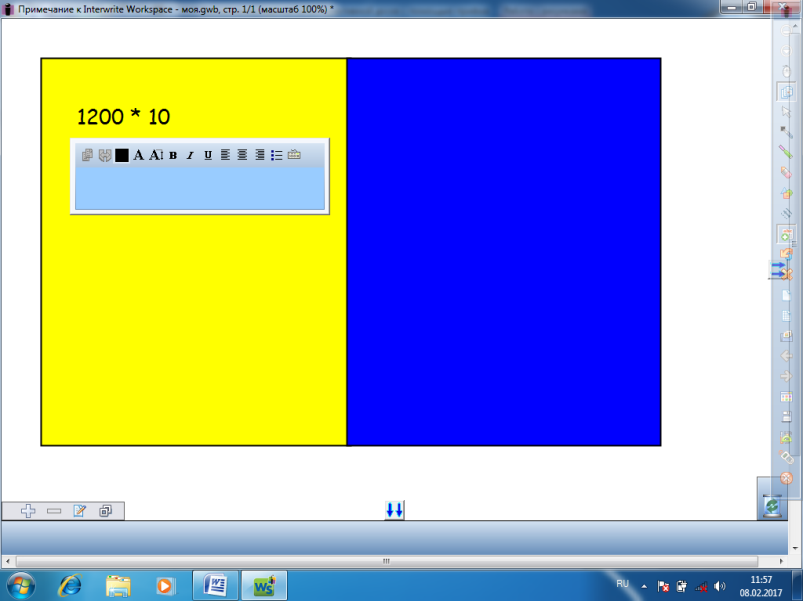 Примечание к Interwrite Workspace - моя.gwb, стр. 1/1 (масштаб 100%) *
1200 * 10
A A B I U
RU
11:57
08.02.2017